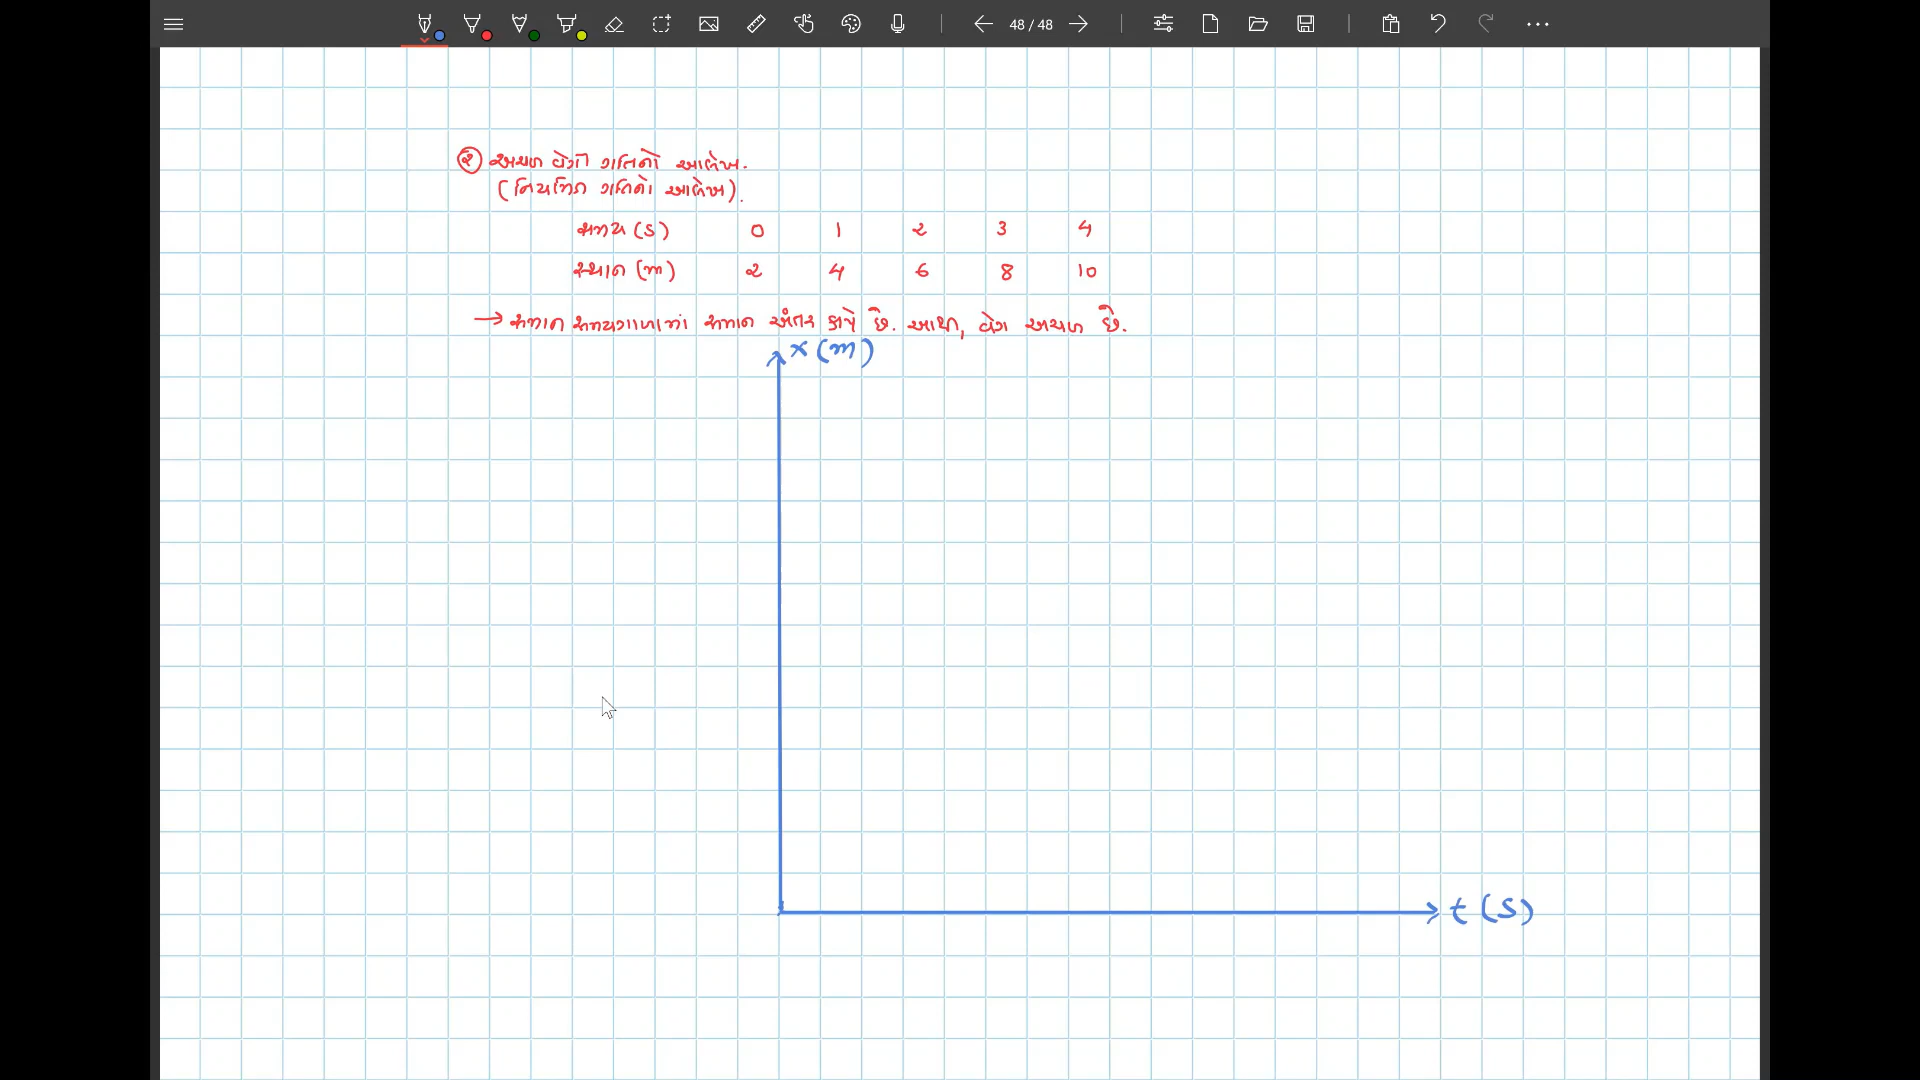 48 / 48
② અચળ વેગી ગતિનો આલેખ.
(નિયમિત ગતિનો આલેખ).
સમય (s) 0 1 2 3 4
સ્થાન (m) 2 4 6 8 10
→ સમાન સમયગાળામાં સમાન અંતર કાપે છે. આથી, વેગ અચળ છે.
x (m)
t (s)